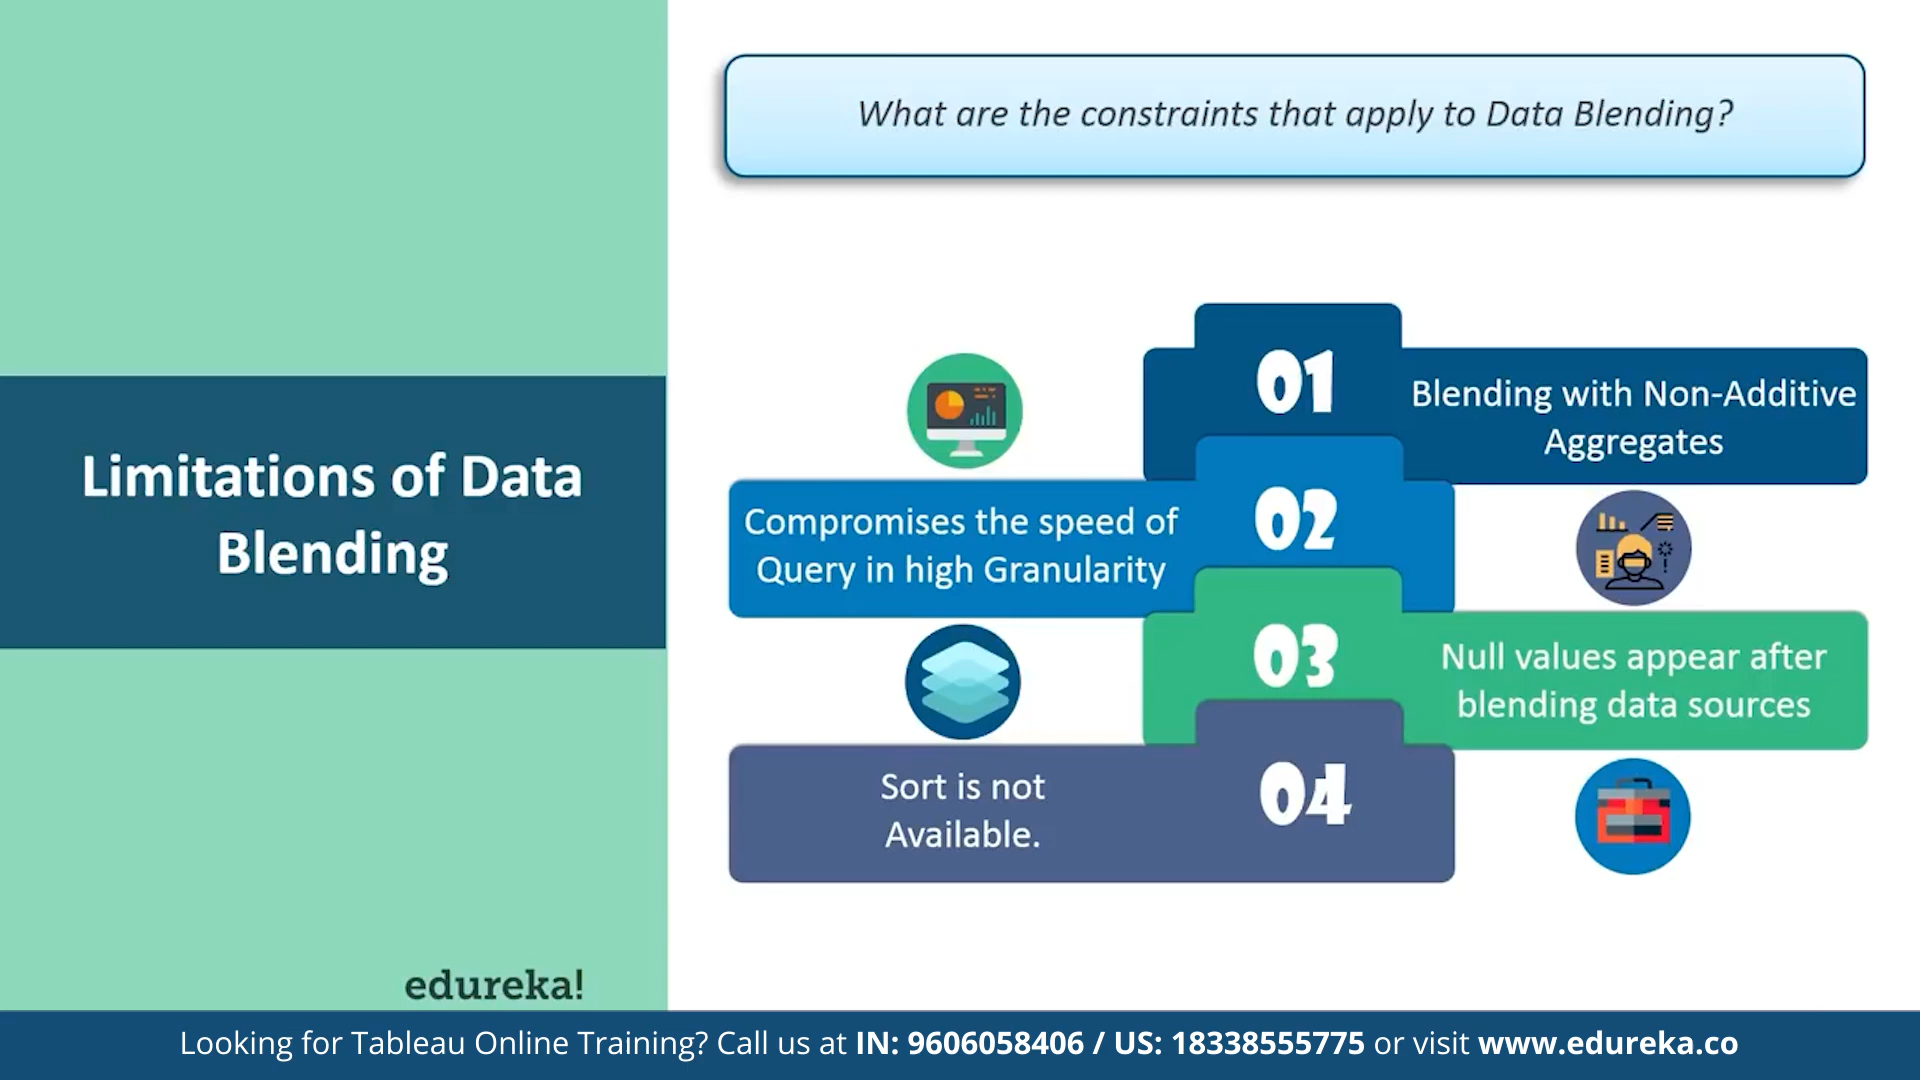 What are the constraints that apply to Data Blending?
Limitations of Data
Blending
01
Blending with Non-Additive
Aggregates
Compromises the speed of
Query in high Granularity
02
03
Null values appear after
blending data sources
Sort is not
Available.
04
edureka!
Looking for Tableau Online Training? Call us at IN: 9606058406 / US: 18338555775 or visit www.edureka.co